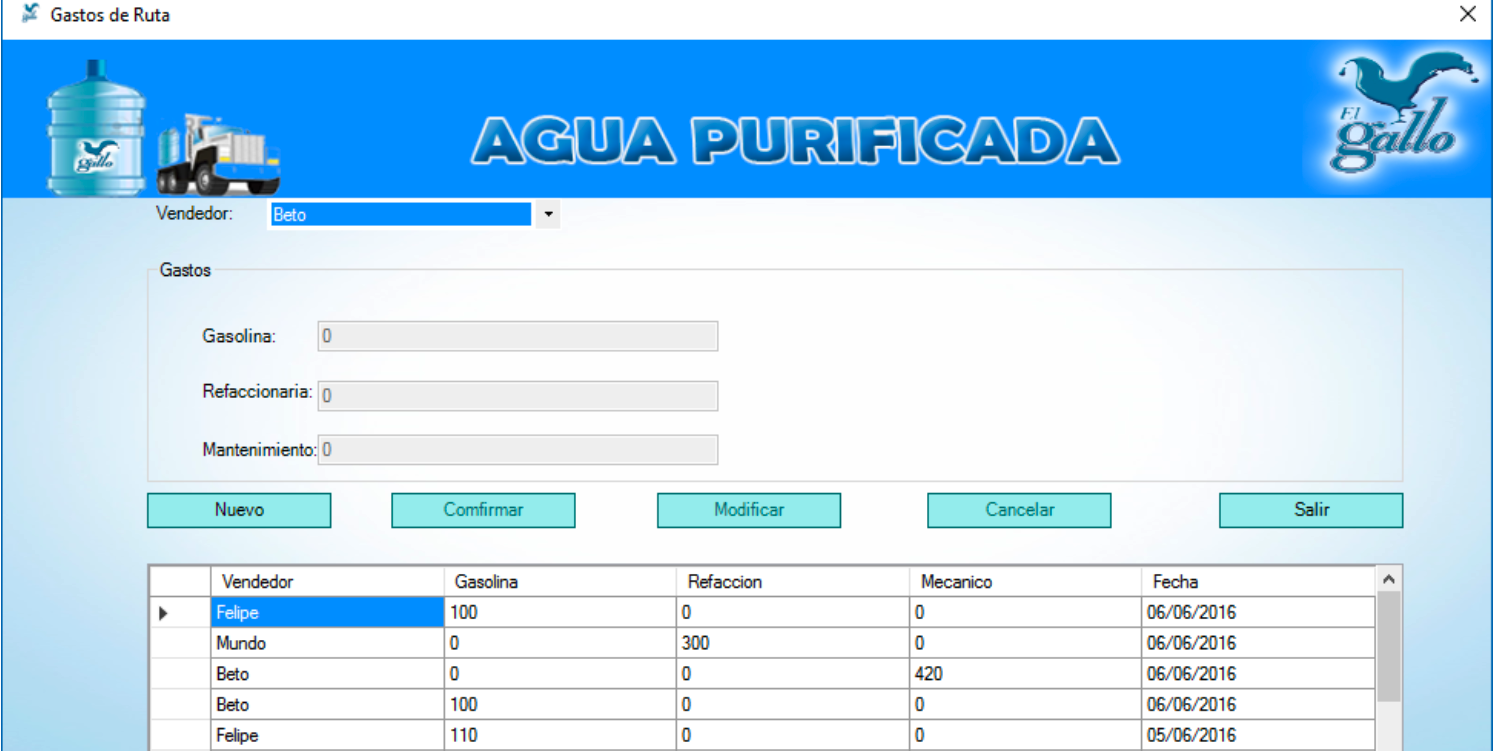 Gastos de Ruta
AGUA PURIFICADA
El gallo
gallo
Vendedor: Beto
Gastos
Gasolina: 0
Refaccionaria: 0
Mantenimiento: 0
Nuevo Comfirmar Modificar Cancelar Salir
Vendedor Gasolina Refaccion Mecanico Fecha
Felipe 100 0 0 06/06/2016
Mundo 0 300 0 06/06/2016
Beto 0 0 420 06/06/2016
Beto 100 0 0 06/06/2016
Felipe 110 0 0 05/06/2016